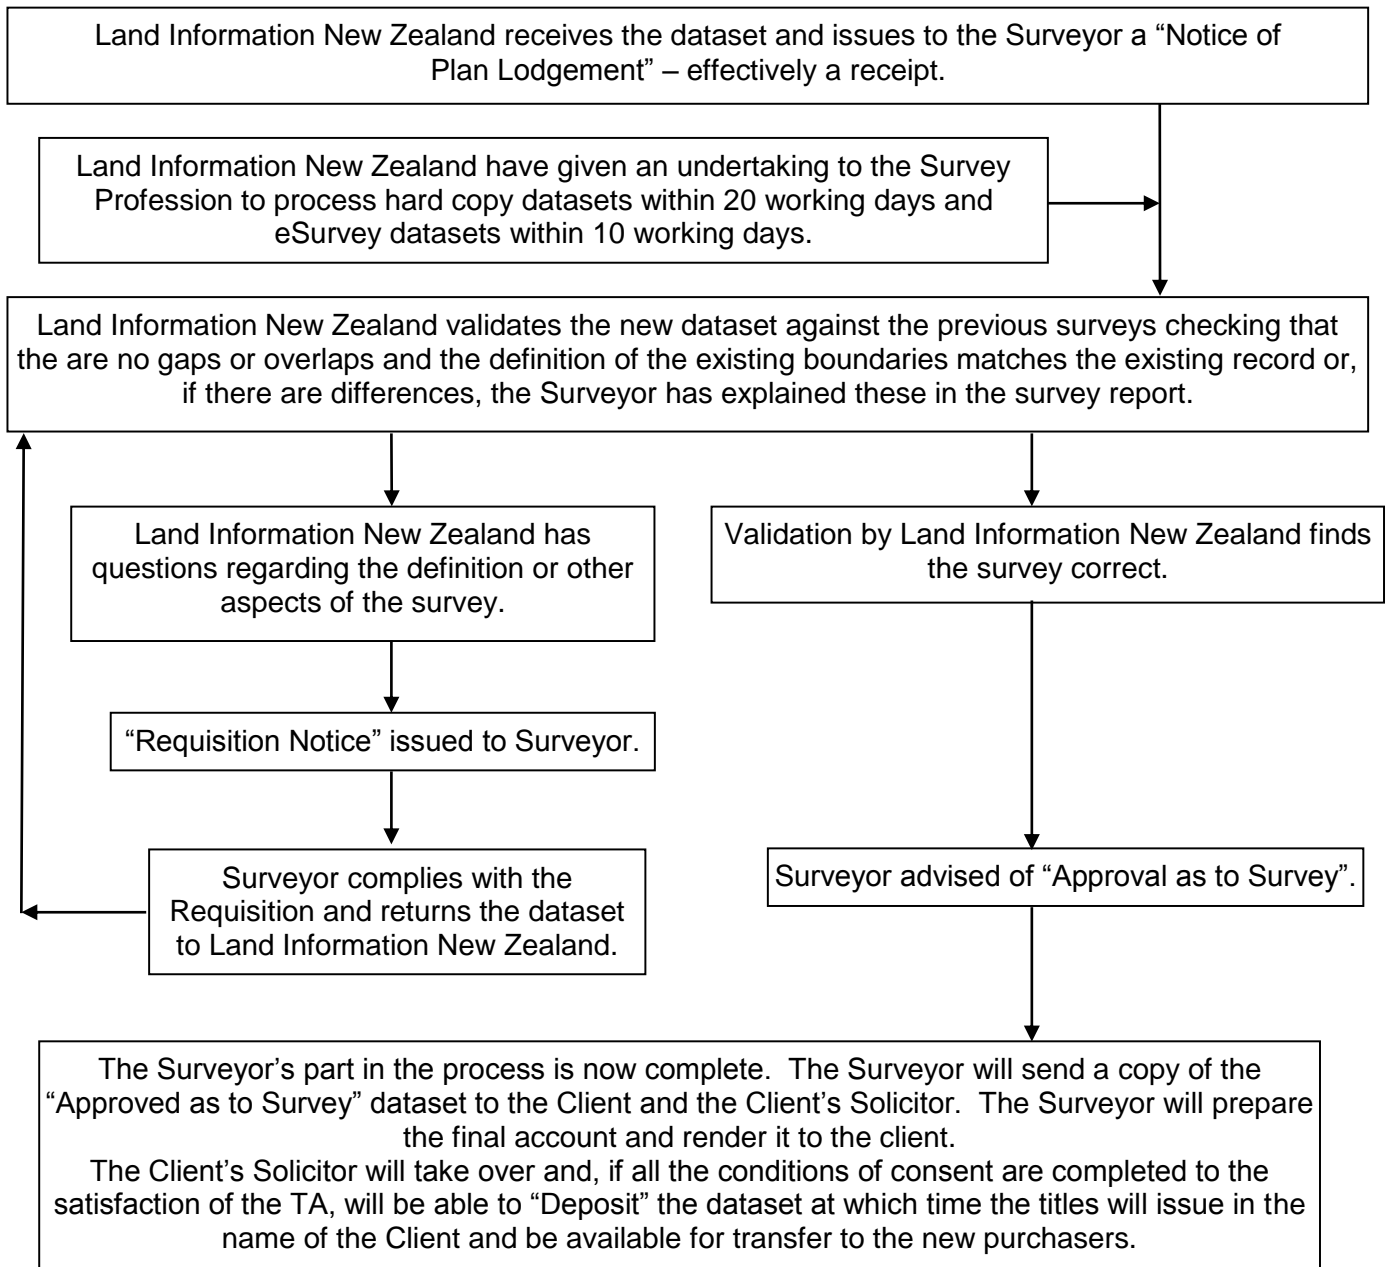 Land Information New Zealand receives the dataset and issues to the Surveyor a “Notice of
Plan Lodgement” – effectively a receipt.
Land Information New Zealand have given an undertaking to the Survey
Profession to process hard copy datasets within 20 working days and
eSurvey datasets within 10 working days.
Land Information New Zealand validates the new dataset against the previous surveys checking that
the are no gaps or overlaps and the definition of the existing boundaries matches the existing record or,
if there are differences, the Surveyor has explained these in the survey report.
Land Information New Zealand has
questions regarding the definition or other
aspects of the survey.
Validation by Land Information New Zealand finds
the survey correct.
“Requisition Notice” issued to Surveyor.
Surveyor complies with the
Requisition and returns the dataset
to Land Information New Zealand.
Surveyor advised of “Approval as to Survey”.
The Surveyor’s part in the process is now complete.  The Surveyor will send a copy of the
“Approved as to Survey” dataset to the Client and the Client’s Solicitor.  The Surveyor will prepare
the final account and render it to the client.
The Client’s Solicitor will take over and, if all the conditions of consent are completed to the
satisfaction of the TA, will be able to “Deposit” the dataset at which time the titles will issue in the
name of the Client and be available for transfer to the new purchasers.